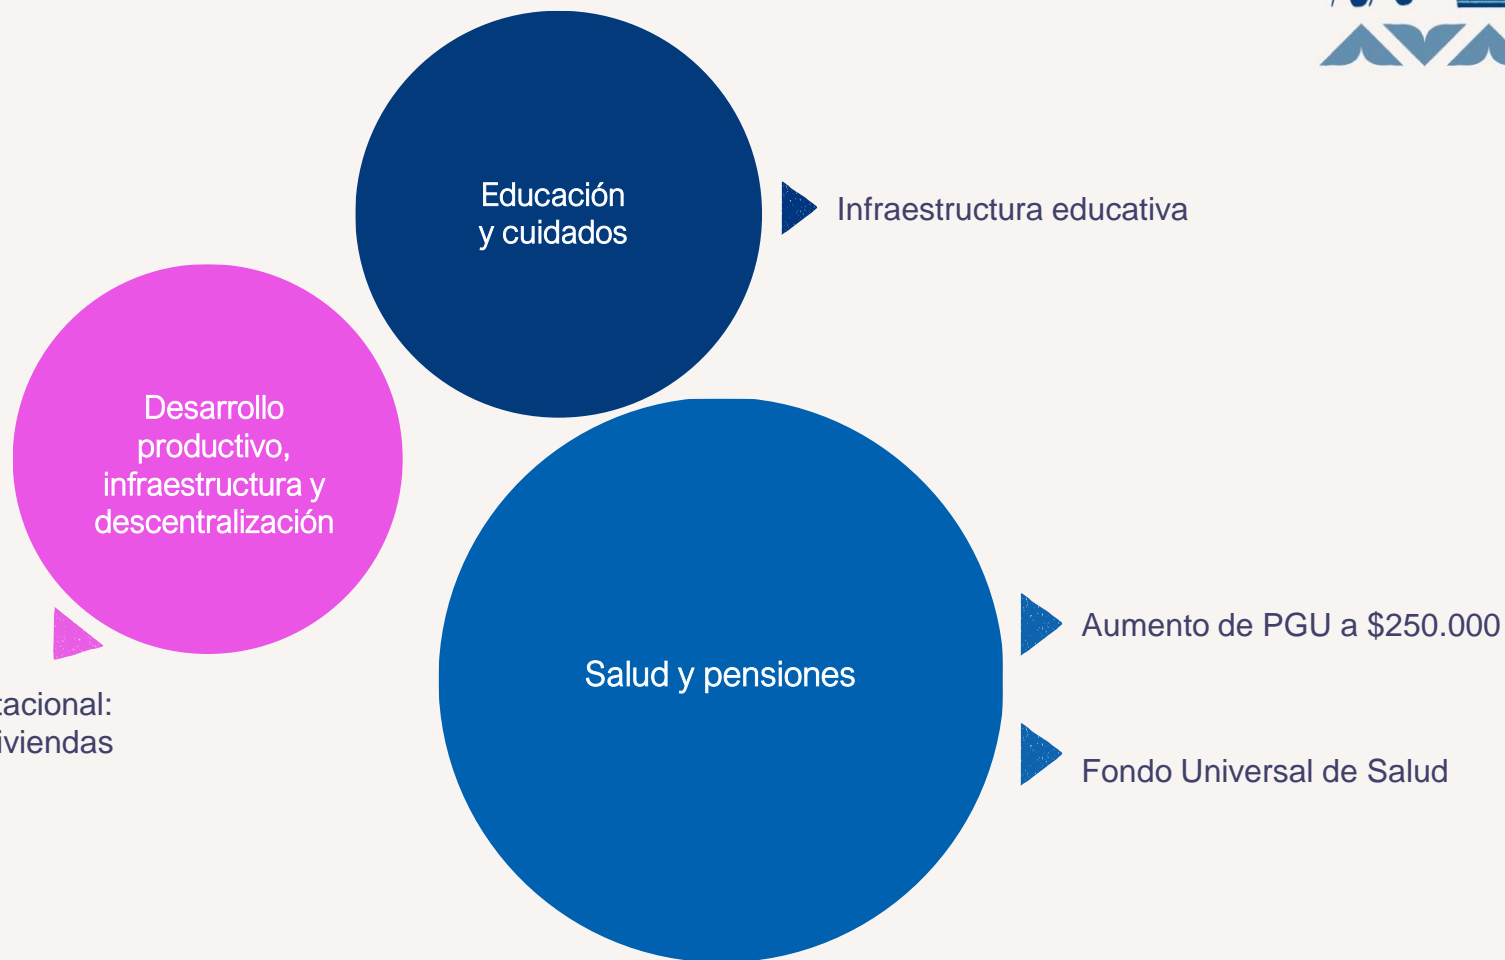 Educación
y cuidados
Infraestructura educativa
Desarrollo
productivo,
infraestructura y
descentralización
Salud y pensiones
Aumento de PGU a $250.000
Fondo Universal de Salud